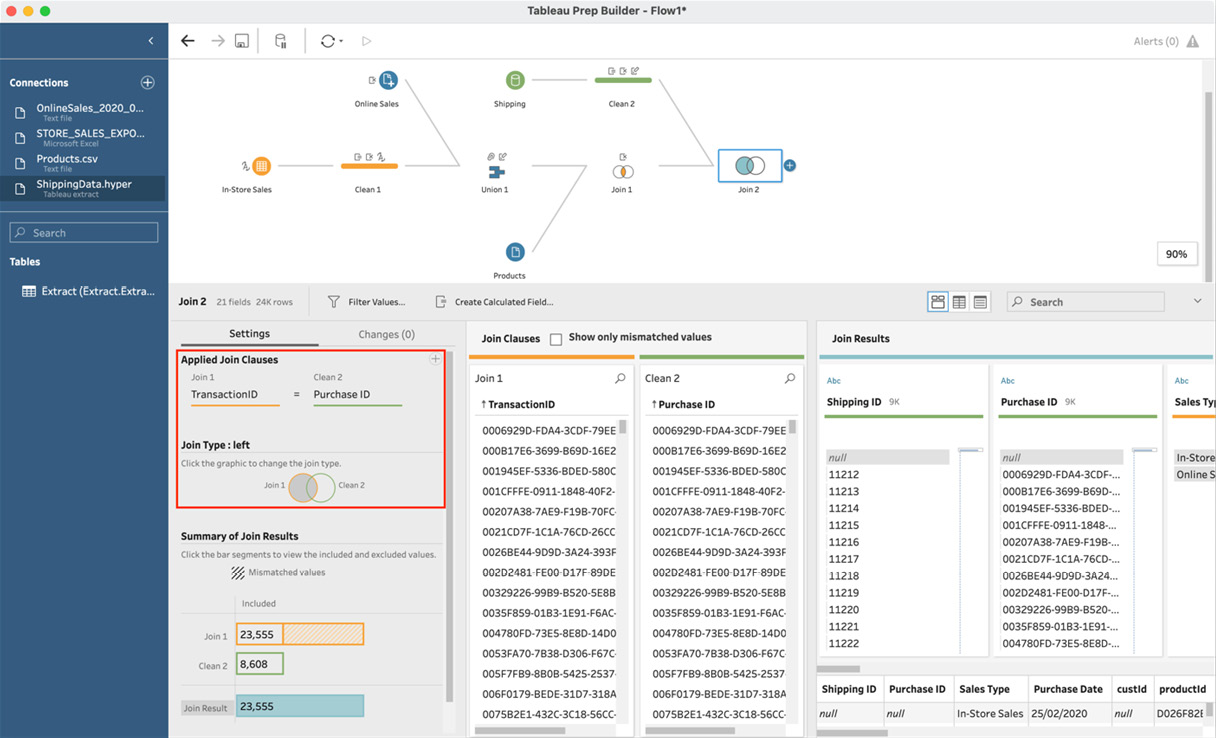 Tableau Prep Builder - Flow1*
Alerts (0)
Connections
OnlineSales_2020_0...
Text file
STORE_SALES_EXPO...
Microsoft Excel
Products.csv
Text file
ShippingData.hyper
Tableau extract
Search
Tables
Extract (Extract.Extra...
Online Sales
Shipping
Clean 2
In-Store Sales
Clean 1
Union 1
Join 1
Join 2
Products
90%
Join 2 21 fields 24K rows
Filter Values...
Create Calculated Field...
Search
Settings
Changes (0)
Applied Join Clauses
Join 1 Clean 2
TransactionID = Purchase ID
Join Type : left
Click the graphic to change the join type.
Join 1 Clean 2
Summary of Join Results
Click the bar segments to view the included and excluded values.
Mismatched values
Included
Join 1 23,555
Clean 2 8,608
Join Result 23,555
Join Clauses
Show only mismatched values
Join 1
TransactionID
0006929D-FDA4-3CDF-79EE
000B17E6-3699-B69D-16E2
001945EF-5336-BDED-580C
001CFFFE-0911-1848-40F2-
00207A38-7AE9-F19B-70FC-
0021CD7F-1C1A-76CD-26CC
0026BE44-9D9D-3A24-393F
002D2481-FE00-D17F-89DE
00329226-99B9-B520-5E8B
0035F859-01B3-1E91-F6AC-
004780FD-73E5-8E8D-14D0
0053FA70-7B38-D306-F67C-
005F7FB9-8B0B-5425-2537-
006F0179-BEDE-31D7-318A
0075B2E1-432C-3C18-56CC-
Clean 2
Purchase ID
0006929D-FDA4-3CDF-79EE
000B17E6-3699-B69D-16E2
001945EF-5336-BDED-580C
001CFFFE-0911-1848-40F2-
00207A38-7AE9-F19B-70FC-
0021CD7F-1C1A-76CD-26CC
0026BE44-9D9D-3A24-393F
002D2481-FE00-D17F-89DE
00329226-99B9-B520-5E8B
0035F859-01B3-1E91-F6AC-
004780FD-73E5-8E8D-14D0
0053FA70-7B38-D306-F67C-
005F7FB9-8B0B-5425-2537-
006F0179-BEDE-31D7-318A
0075B2E1-432C-3C18-56CC-
Join Results
Abc
Shipping ID 9K
null
11212
11213
11214
11215
11216
11217
11218
11219
11220
11221
11222
Abc
Purchase ID 9K
null
0006929D-FDA4-3CDF-...
000B17E6-3699-B69D-...
001945EF-5336-BDED-...
001CFFFE-0911-1848-...
00207A38-7AE9-F19B-...
0021CD7F-1C1A-76CD-...
0026BE44-9D9D-3A24...
002D2481-FE00-D17F-...
00329226-99B9-B520-...
0035F859-01B3-1E91-...
004780FD-73E5-8E8D-...
Abc
Sales Typ
In-Store
Online S
Shipping ID Purchase ID Sales Type Purchase Date custId productId
null null In-Store Sales 25/02/2020 null D026F82E